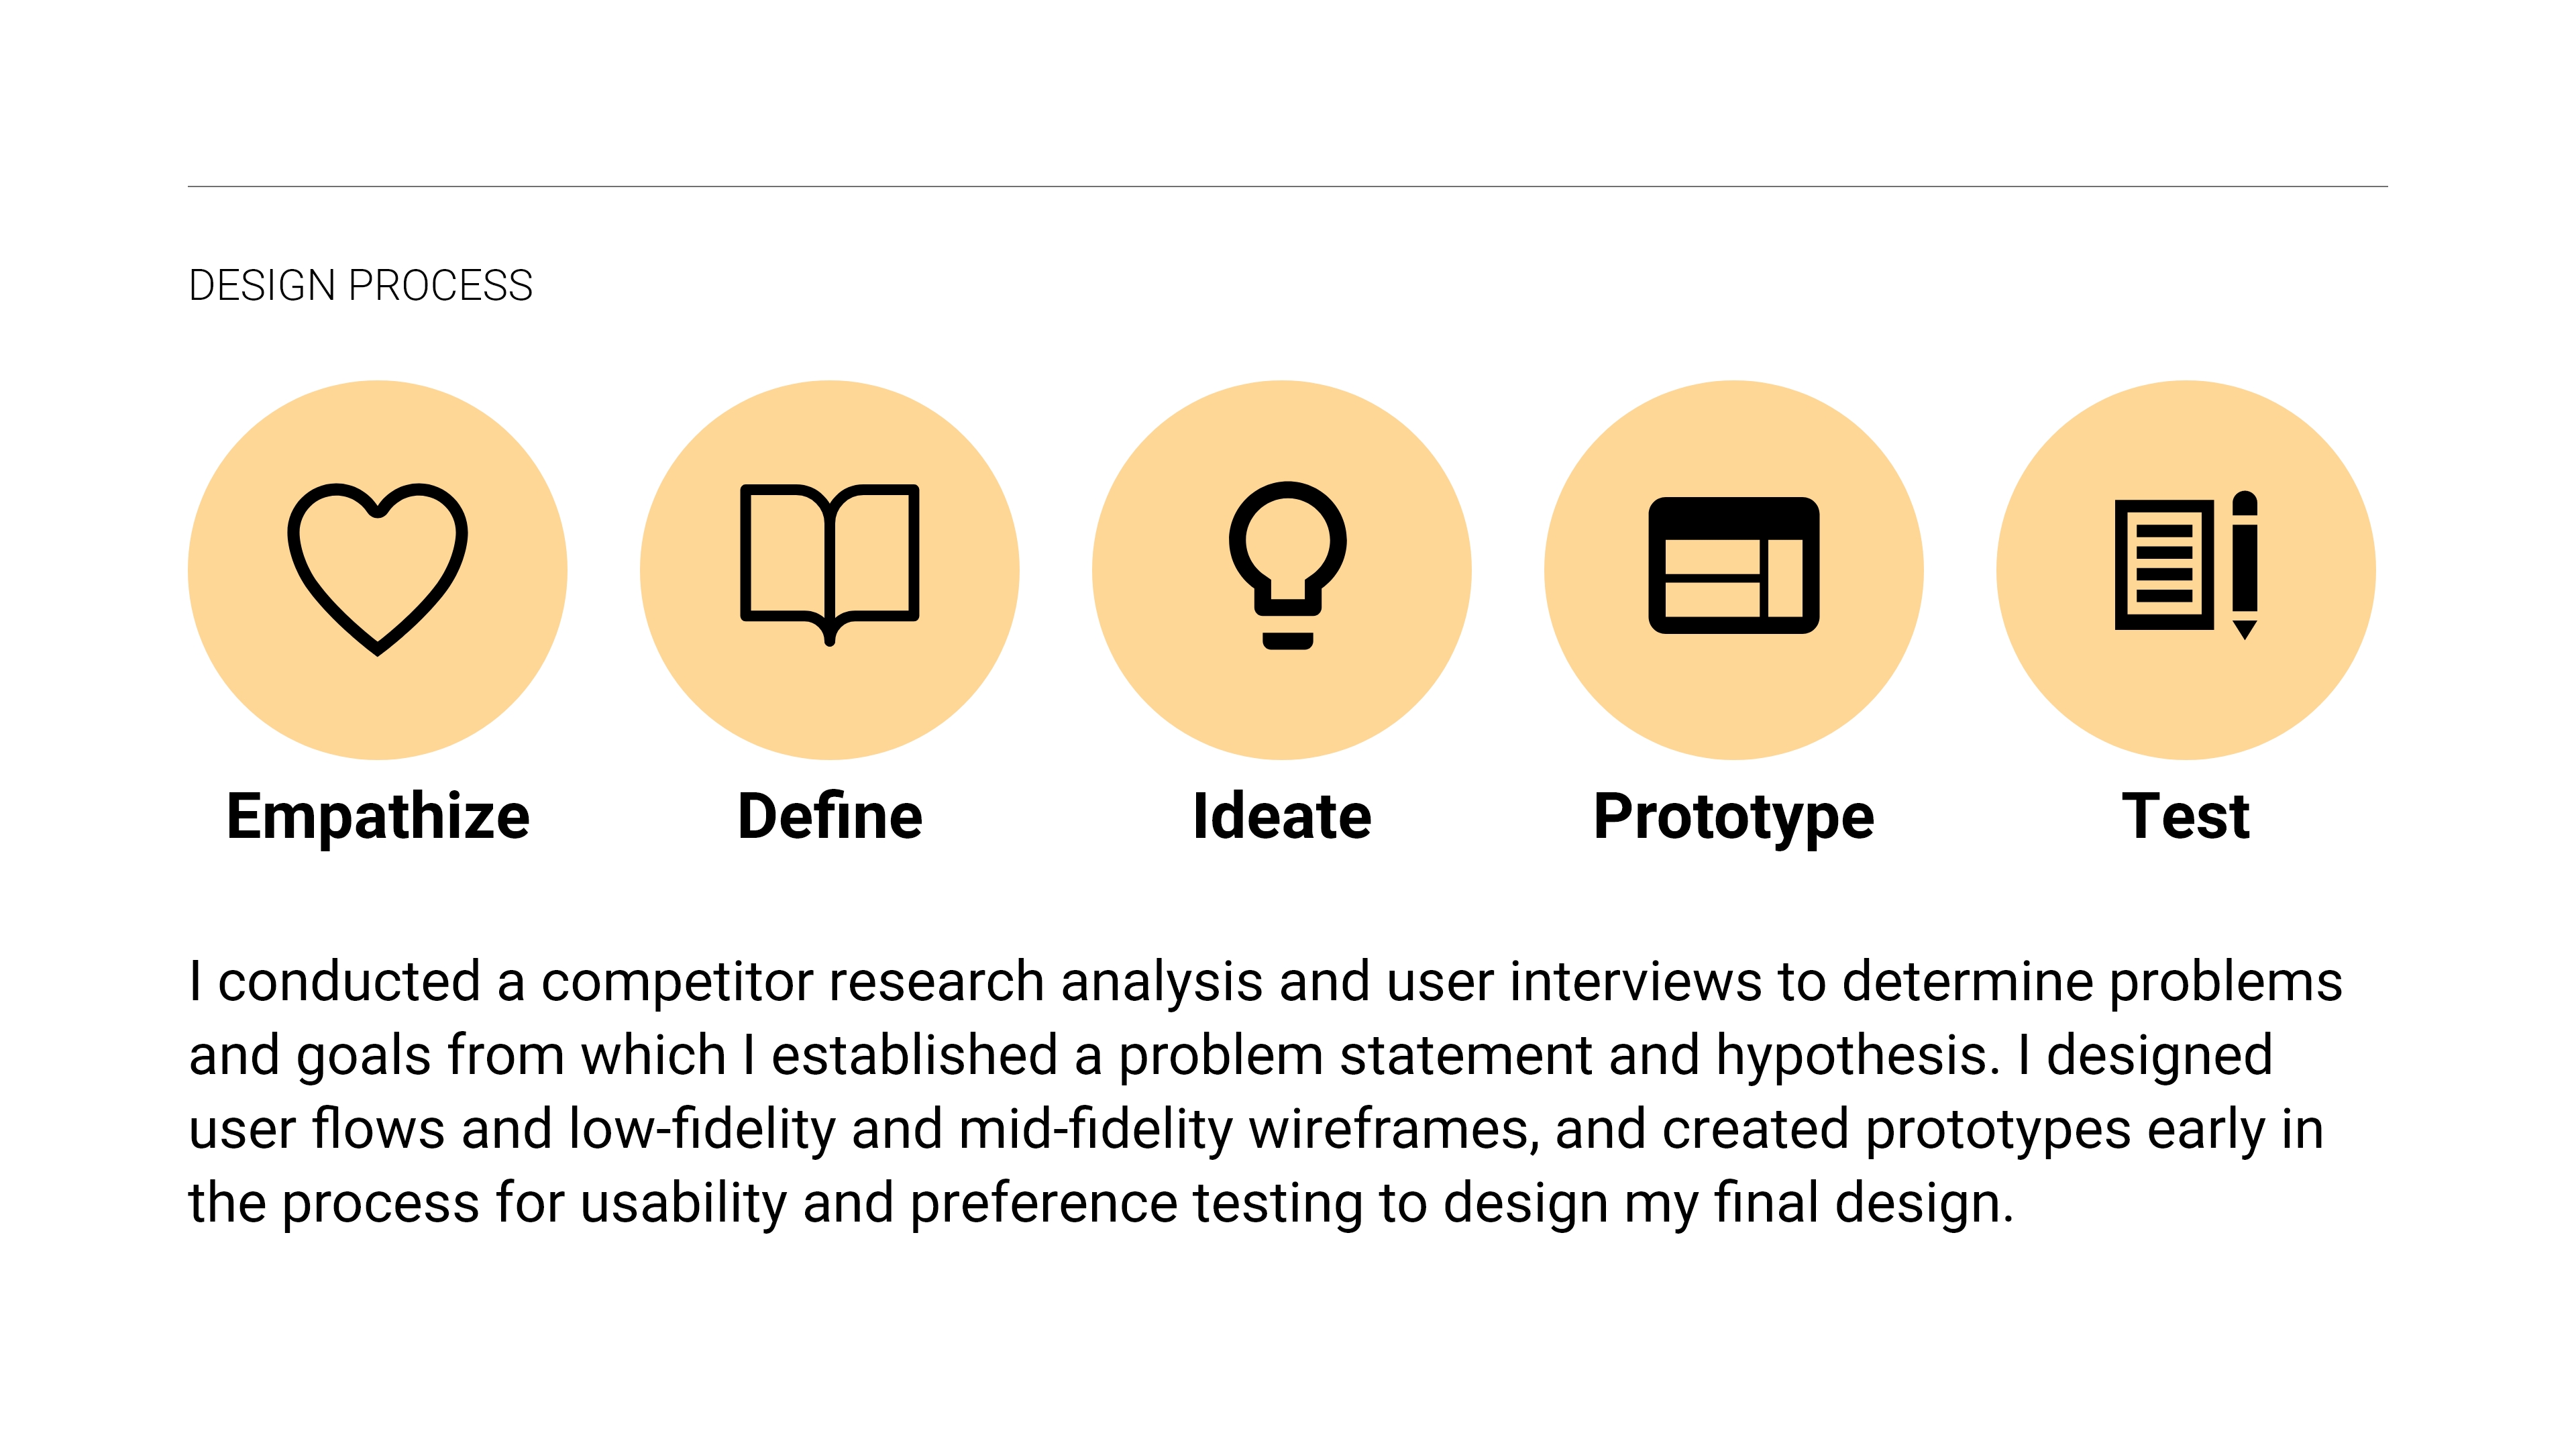 DESIGN PROCESS
Empathize Define Ideate Prototype Test
I conducted a competitor research analysis and user interviews to determine problems
and goals from which I established a problem statement and hypothesis. I designed
user flows and low-fidelity and mid-fidelity wireframes, and created prototypes early in
the process for usability and preference testing to design my final design.